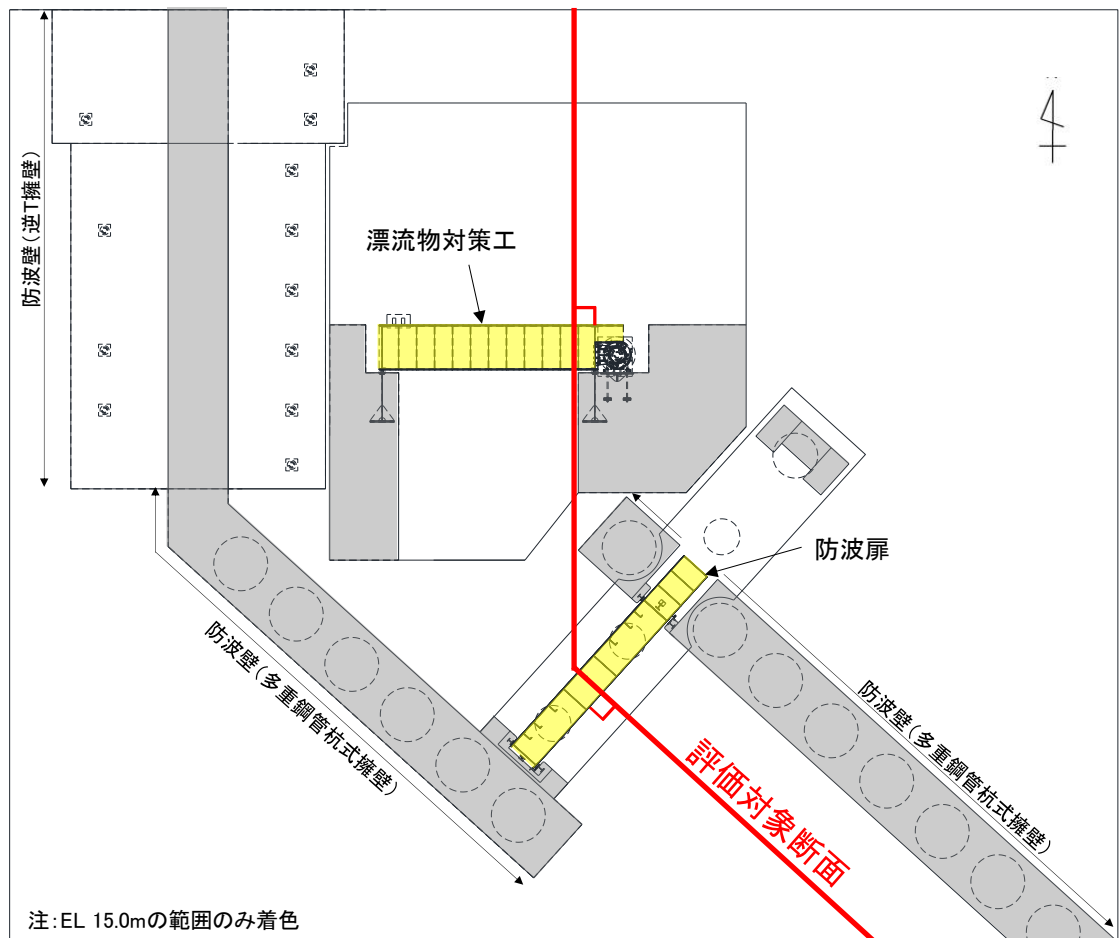 防波壁(逆T擁壁)
漂流物対策工
防波扉
防波壁(多重鋼管杭式擁壁)
防波壁(多重鋼管杭式擁壁)
評価対象断面
注:EL 15.0mの範囲のみ着色